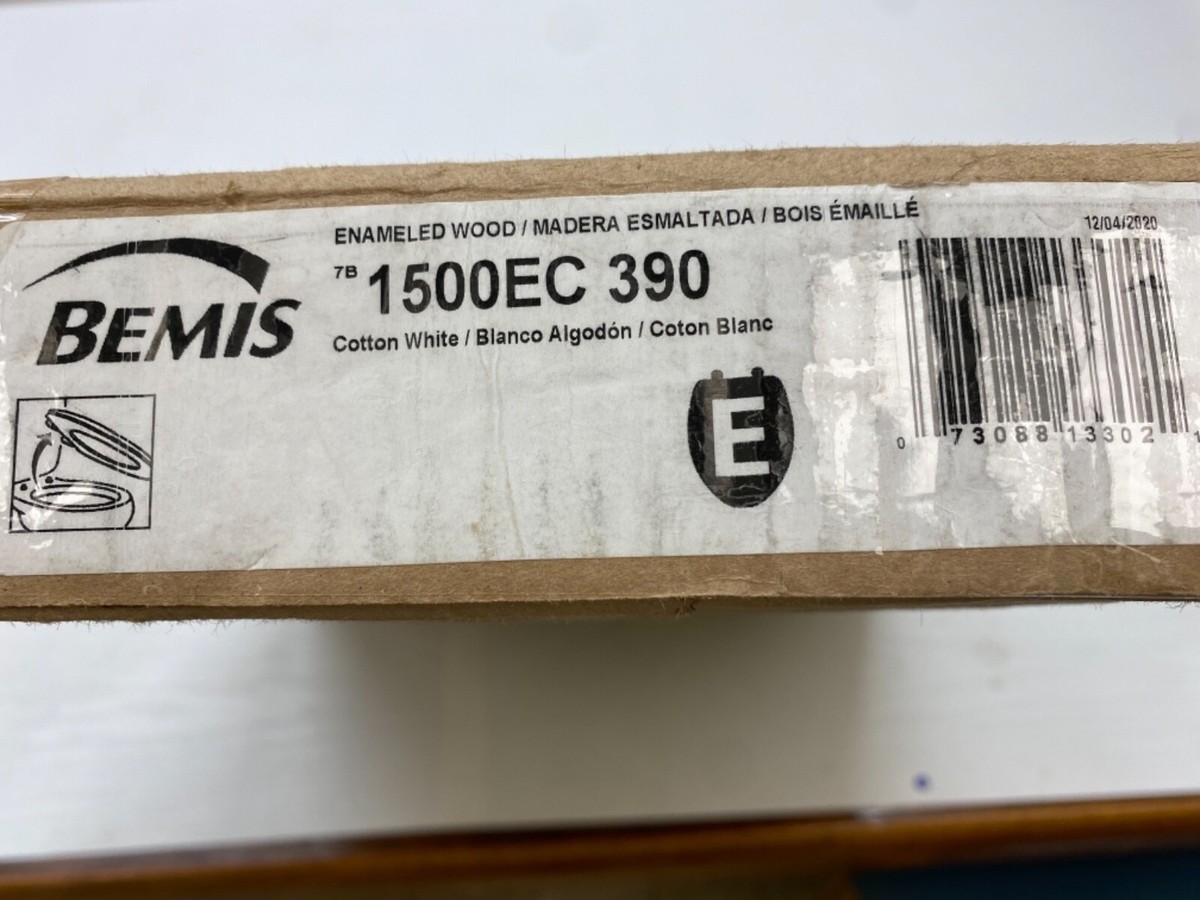 BEMIS
ENAMELED WOOD / MADERA ESMALTADA / BOIS ÉMAILLÉ
7B 1500EC 390
Cotton White / Blanco Algodón / Coton Blanc
E
12/04/2020
0 73088 13302 1